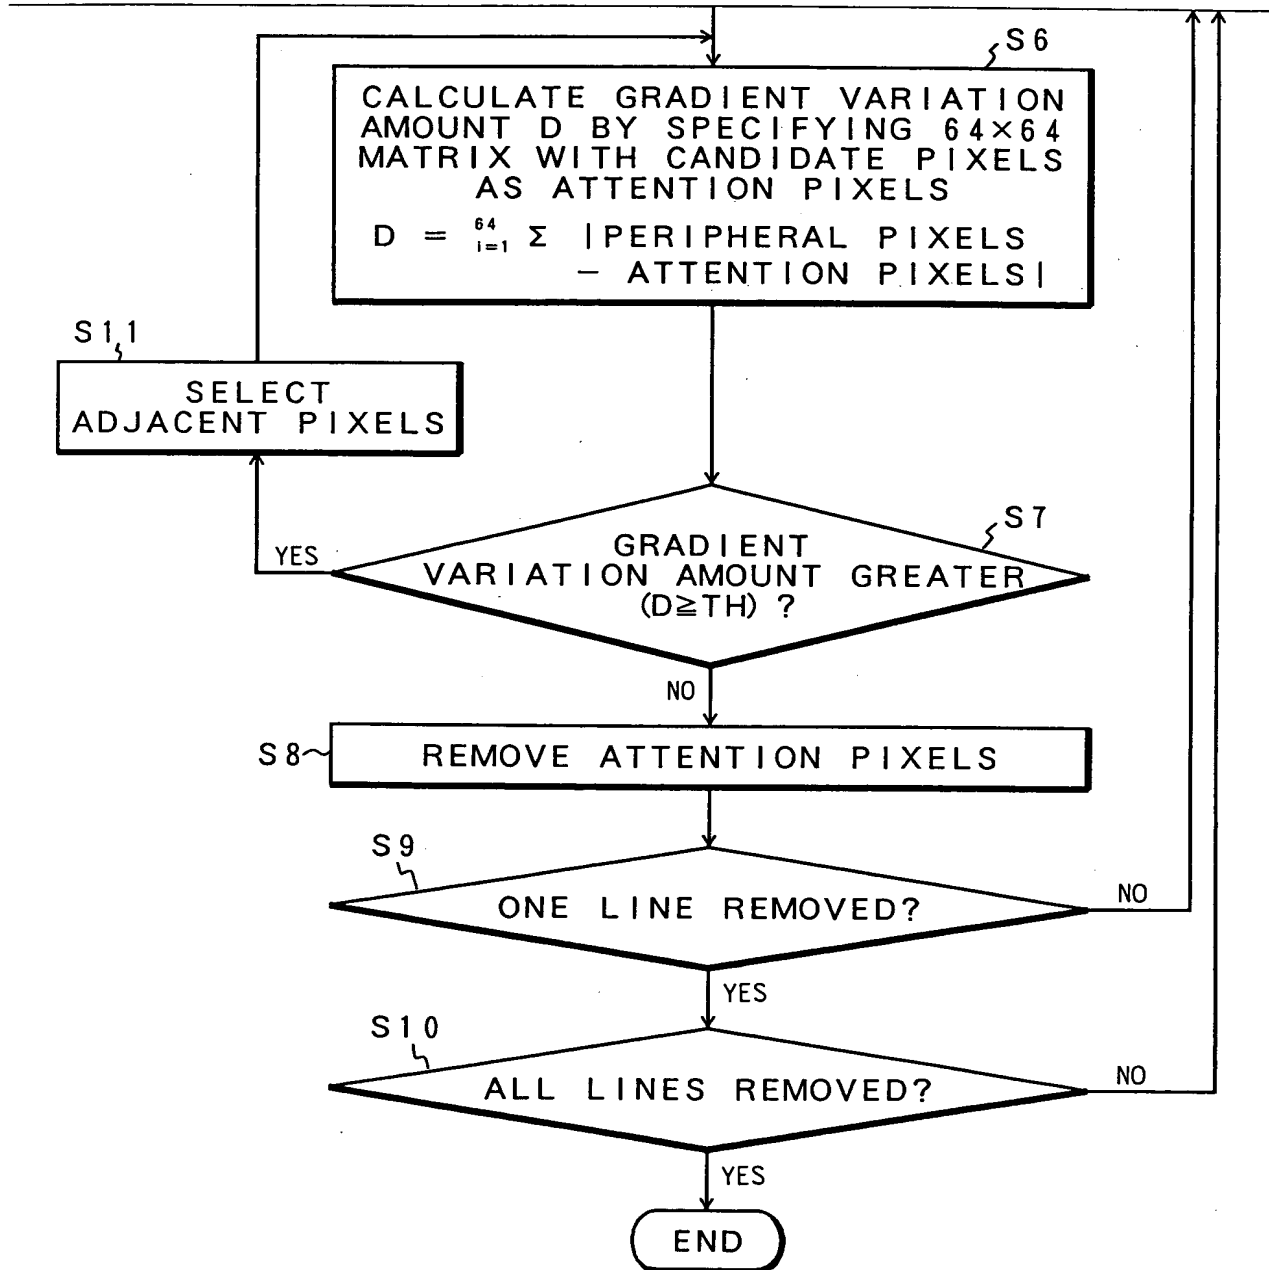 S6
CALCULATE GRADIENT VARIATION
AMOUNT D BY SPECIFYING 64×64
MATRIX WITH CANDIDATE PIXELS
AS ATTENTION PIXELS
D = 64 i=1 Σ |PERIPHERAL PIXELS
− ATTENTION PIXELS|
S11
SELECT
ADJACENT PIXELS
S7
GRADIENT
VARIATION AMOUNT GREATER
(D≧TH) ?
YES
NO
S8
REMOVE ATTENTION PIXELS
S9
ONE LINE REMOVED?
NO
YES
S10
ALL LINES REMOVED?
NO
YES
END